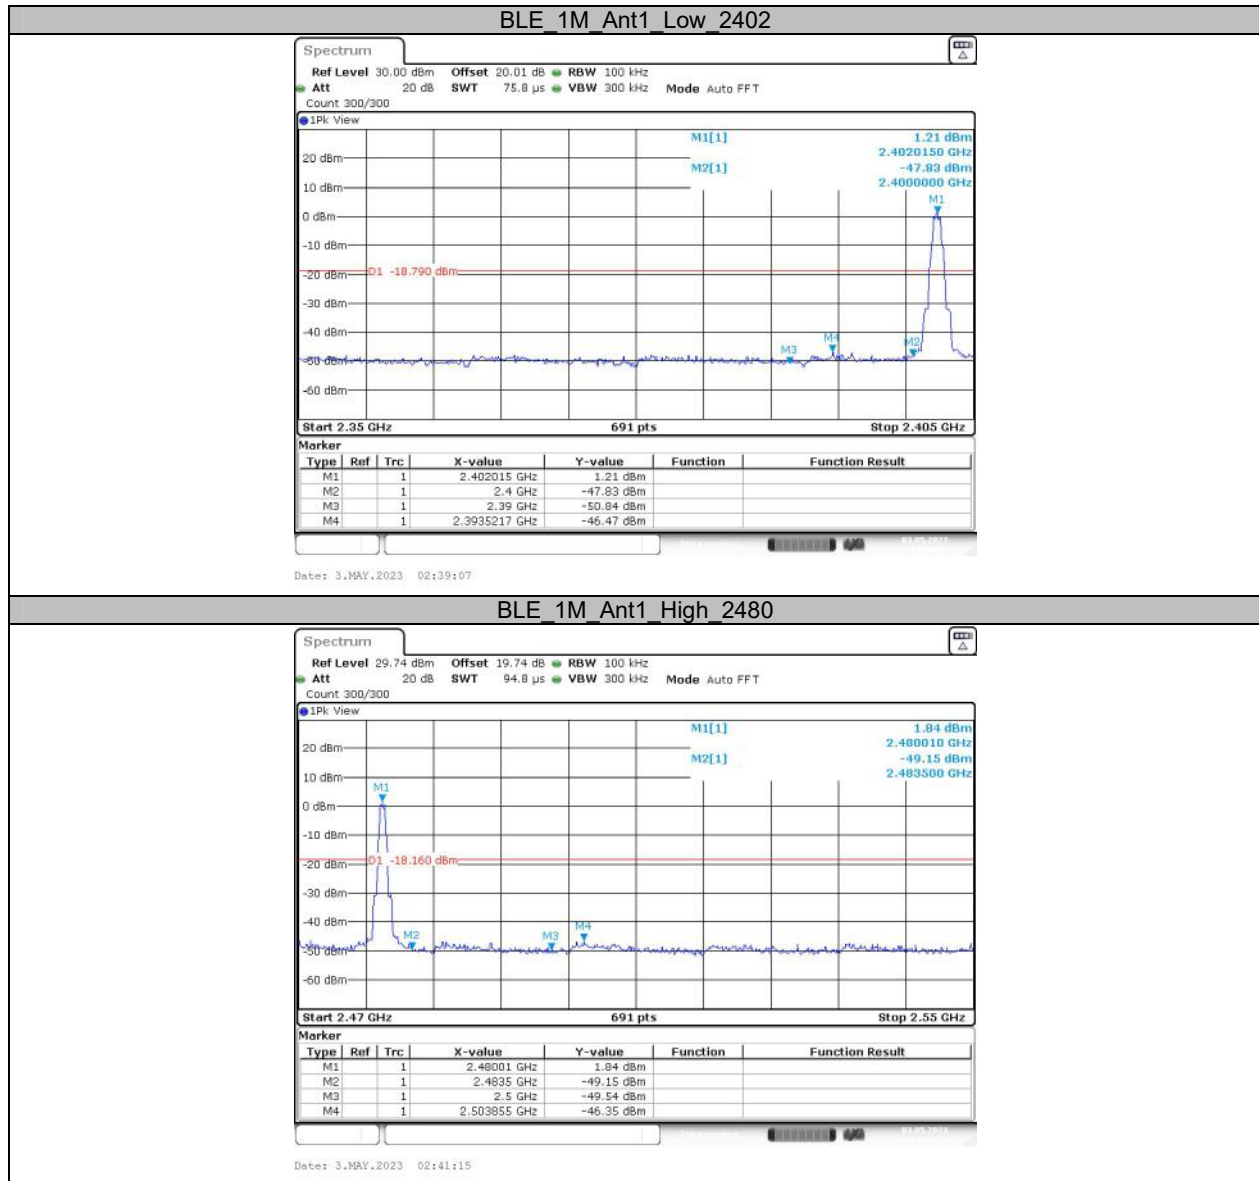 BLE_1M_Ant1_Low_2402
Spectrum
Ref Level 30.00 dBm Offset 20.01 dB RBW 100 kHz
Att 20 dB SWT 75.8 µs VBW 300 kHz Mode Auto FFT
Count 300/300
1Pk View
M1[1] 1.21 dBm
2.4020150 GHz
M2[1] -47.83 dBm
2.4000000 GHz
20 dBm
10 dBm
M1
0 dBm
-10 dBm
D1 -18.790 dBm
-20 dBm
-30 dBm
-40 dBm
M3 M4 M2
-50 dBm
-60 dBm
Start 2.35 GHz 691 pts Stop 2.405 GHz
Marker
Type Ref Trc X-value Y-value Function Function Result
M1 1 2.402015 GHz 1.21 dBm
M2 1 2.4 GHz -47.83 dBm
M3 1 2.39 GHz -50.84 dBm
M4 1 2.3935217 GHz -46.47 dBm
Date: 3.MAY.2023 02:39:07
BLE_1M_Ant1_High_2480
Spectrum
Ref Level 29.74 dBm Offset 19.74 dB RBW 100 kHz
Att 20 dB SWT 94.8 µs VBW 300 kHz Mode Auto FFT
Count 300/300
1Pk View
M1[1] 1.84 dBm
2.480010 GHz
M2[1] -49.15 dBm
2.483500 GHz
20 dBm
10 dBm
M1
0 dBm
-10 dBm
D1 -18.160 dBm
-20 dBm
-30 dBm
-40 dBm
M2 M3 M4
-50 dBm
-60 dBm
Start 2.47 GHz 691 pts Stop 2.55 GHz
Marker
Type Ref Trc X-value Y-value Function Function Result
M1 1 2.48001 GHz 1.84 dBm
M2 1 2.4835 GHz -49.15 dBm
M3 1 2.5 GHz -49.54 dBm
M4 1 2.503855 GHz -46.35 dBm
Date: 3.MAY.2023 02:41:15